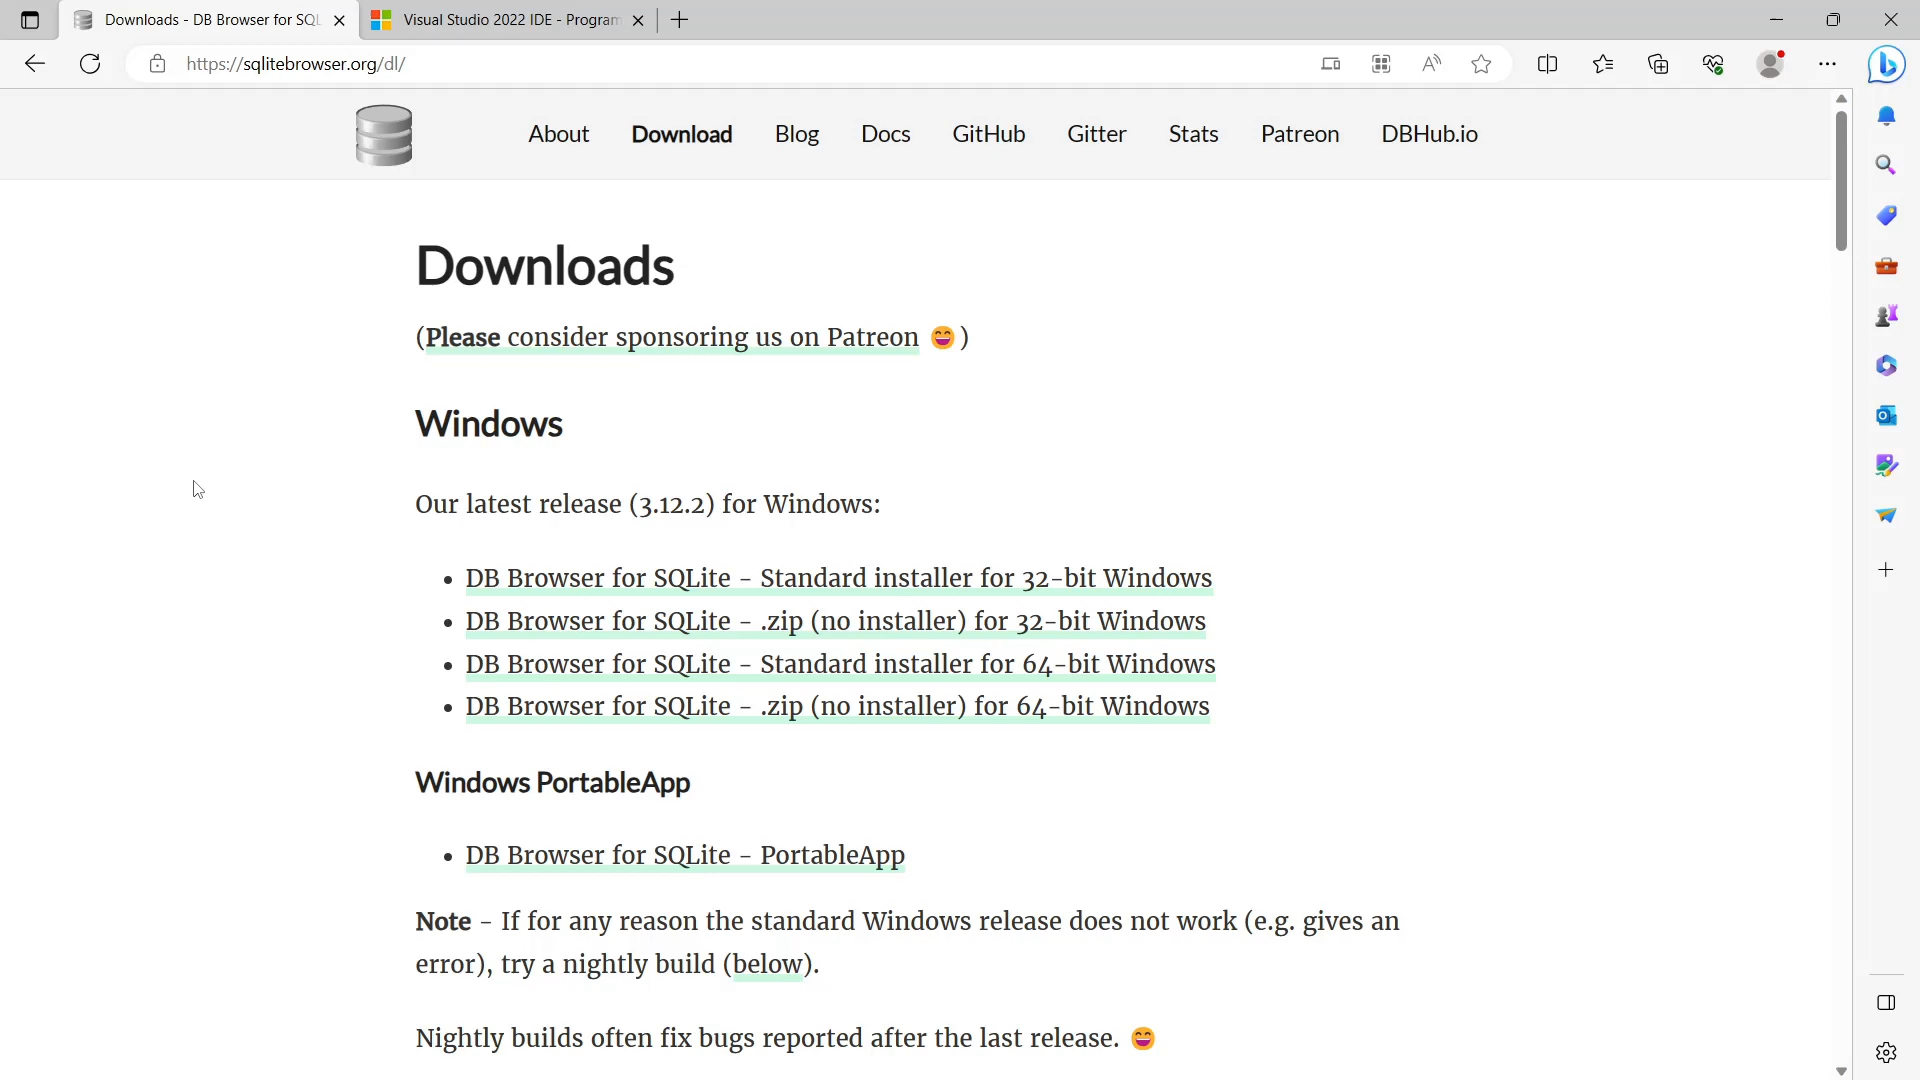 Downloads - DB Browser for SQL
Visual Studio 2022 IDE - Program
https://sqlitebrowser.org/dl/
About Download Blog Docs GitHub Gitter Stats Patreon DBHub.io
Downloads
(Please consider sponsoring us on Patreon 😄 )
Windows
Our latest release (3.12.2) for Windows:
• DB Browser for SQLite - Standard installer for 32-bit Windows
• DB Browser for SQLite - .zip (no installer) for 32-bit Windows
• DB Browser for SQLite - Standard installer for 64-bit Windows
• DB Browser for SQLite - .zip (no installer) for 64-bit Windows
Windows PortableApp
• DB Browser for SQLite - PortableApp
Note - If for any reason the standard Windows release does not work (e.g. gives an
error), try a nightly build (below).
Nightly builds often fix bugs reported after the last release. 😄